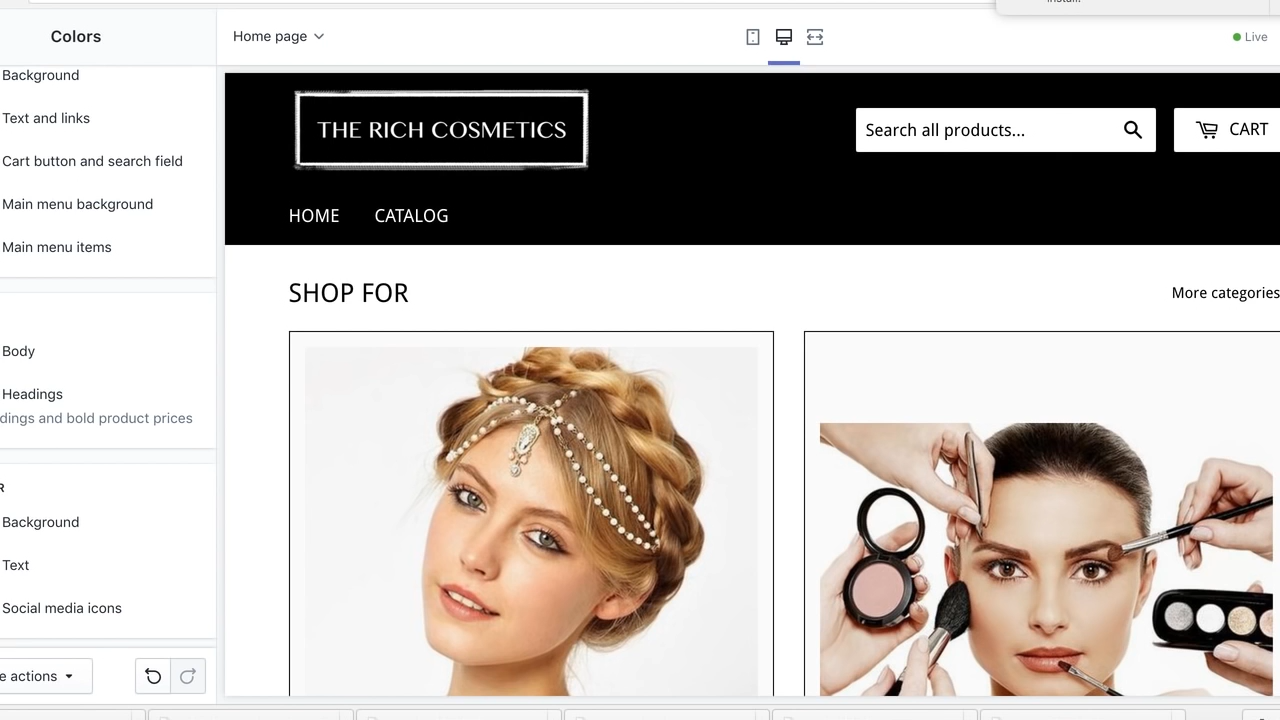 install.
Colors
Home page
Live
Background
Text and links
Cart button and search field
Main menu background
Main menu items
Body
Headings
dings and bold product prices
R
Background
Text
Social media icons
e actions
THE RICH COSMETICS
Search all products...
CART
HOME
CATALOG
SHOP FOR
More categories